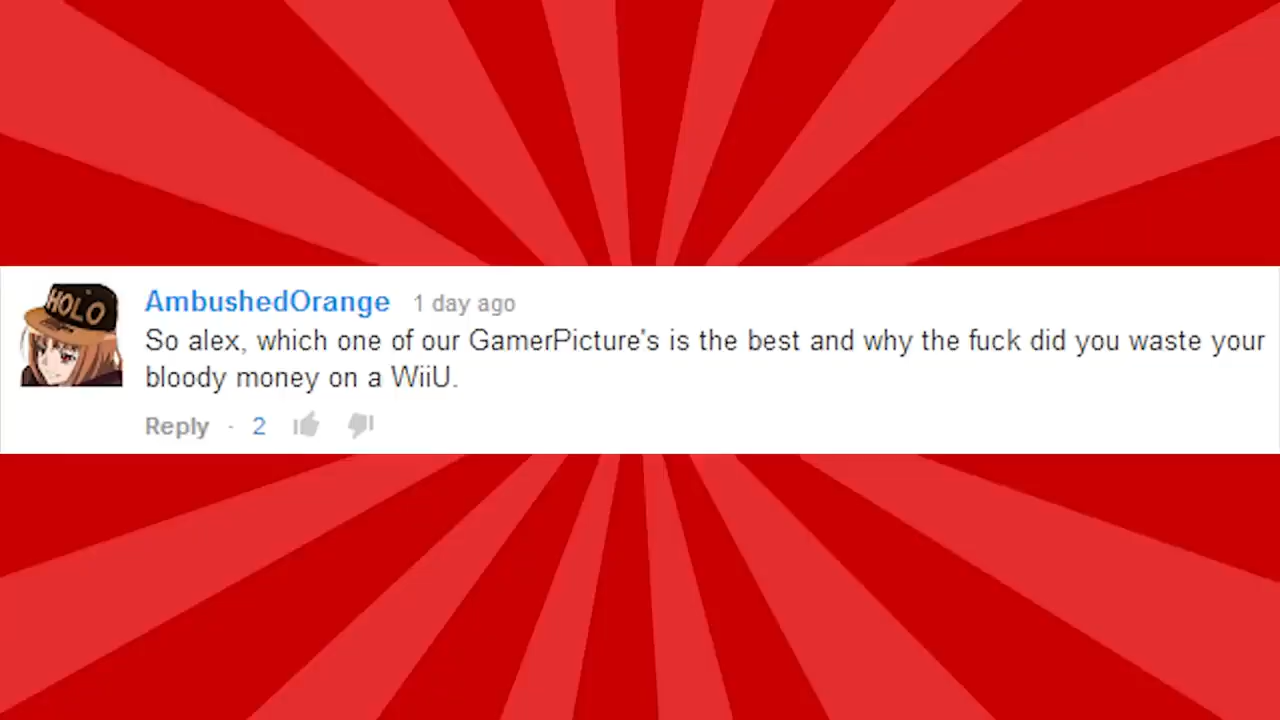 HOLO
AmbushedOrange 1 day ago
So alex, which one of our GamerPicture's is the best and why the fuck did you waste your
bloody money on a WiiU.
Reply · 2